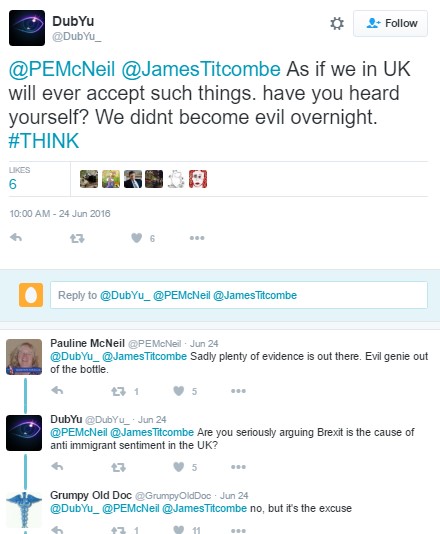 DubYu
@DubYu_
Follow
@PEMcNeil @JamesTitcombe As if we in UK
will ever accept such things. have you heard
yourself? We didnt become evil overnight.
#THINK
LIKES
6
10:00 AM - 24 Jun 2016
6
Reply to @DubYu_ @PEMcNeil @JamesTitcombe
Pauline McNeil @PEMcNeil · Jun 24
@DubYu_ @JamesTitcombe Sadly plenty of evidence is out there. Evil genie out
of the bottle.
1 5
DubYu @DubYu_ · Jun 24
@PEMcNeil @JamesTitcombe Are you seriously arguing Brexit is the cause of
anti immigrant sentiment in the UK?
5
Grumpy Old Doc @GrumpyOldDoc · Jun 24
@DubYu_ @PEMcNeil @JamesTitcombe no, but it's the excuse
1 11